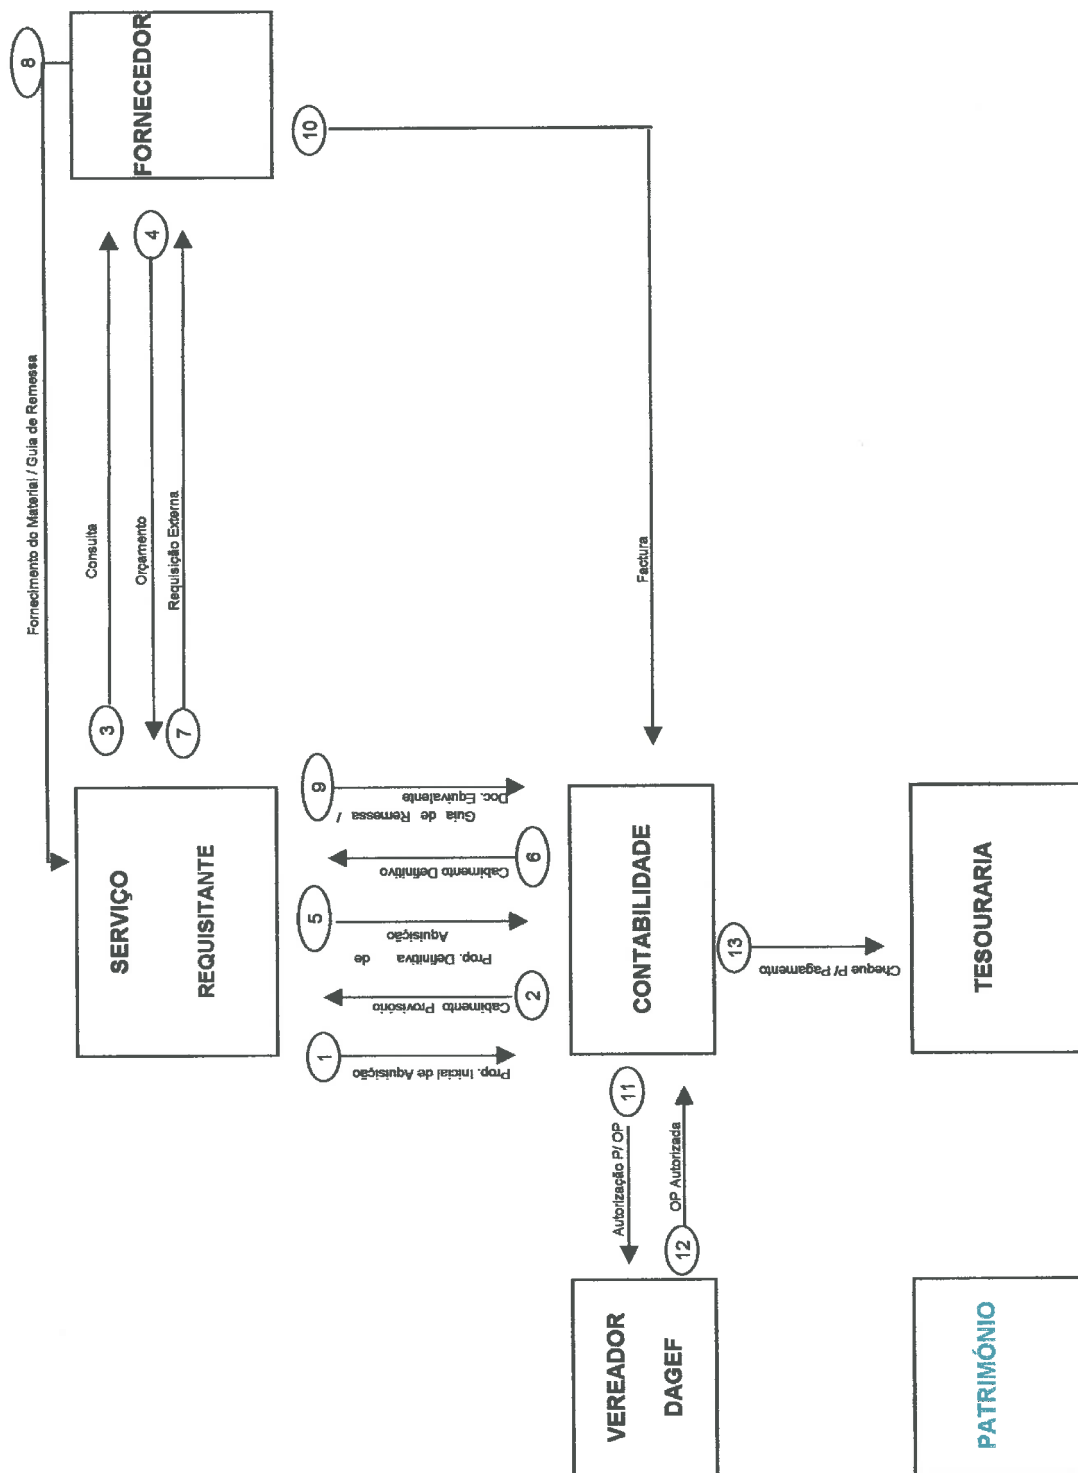 8
Fornecimento do Material / Guia de Remessa
FORNECEDOR
3
Consulta
4
Orçamento
7
Requisição Externa
10
Factura
SERVIÇO
REQUISITANTE
1
Prop. Inicial de Aquisição
2
Cabimento Provisório
5
Prop. Definitiva de
Aquisição
6
Cabimento Definitivo
9
Guia de Remessa /
Doc. Equivalente
CONTABILIDADE
11
Autorização P/ OP
12
OP Autorizada
VEREADOR
DAGEF
13
Cheque P/ Pagamento
TESOURARIA
PATRIMÓNIO